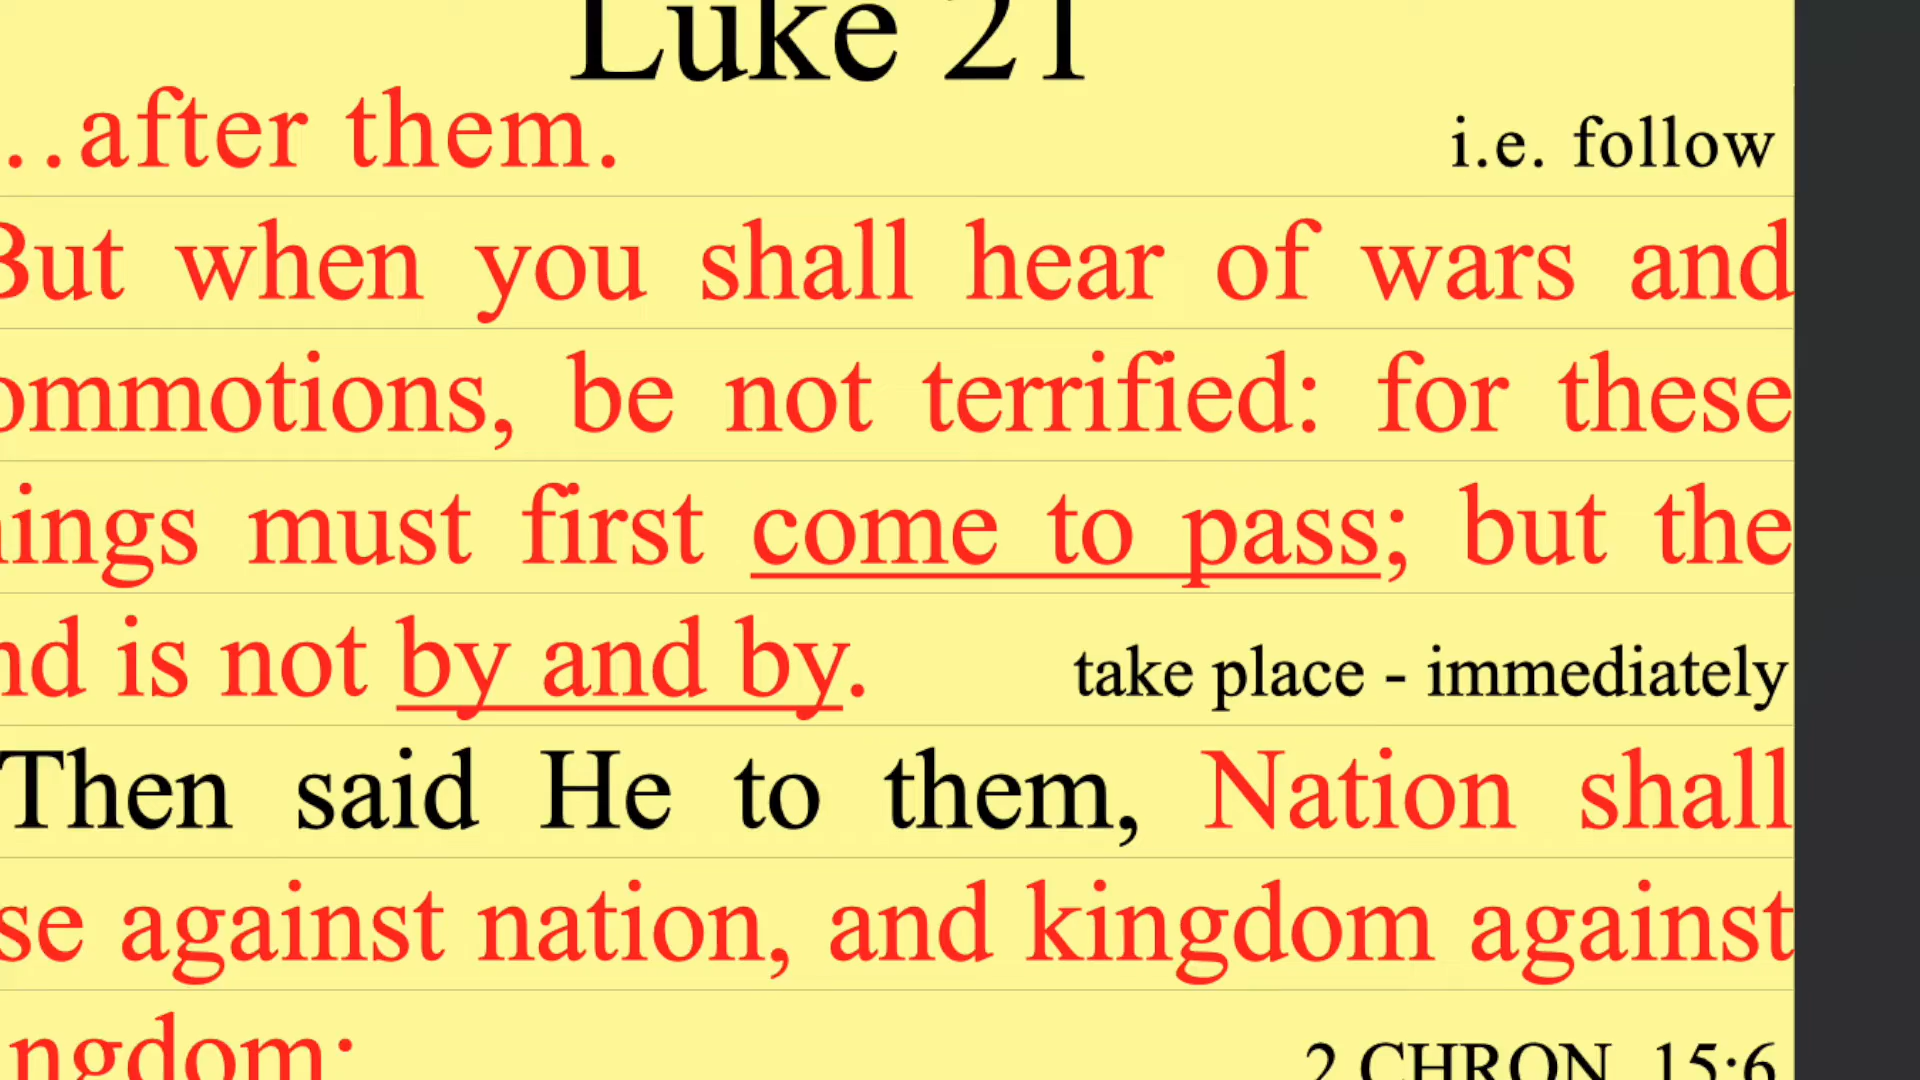 Luke 21
..after them. i.e. follow
But when you shall hear of wars and
ommotions, be not terrified: for these
ings must first come to pass; but the
nd is not by and by. take place - immediately
Then said He to them, Nation shall
se against nation, and kingdom against
ngdom: 2 CHRON. 15:6